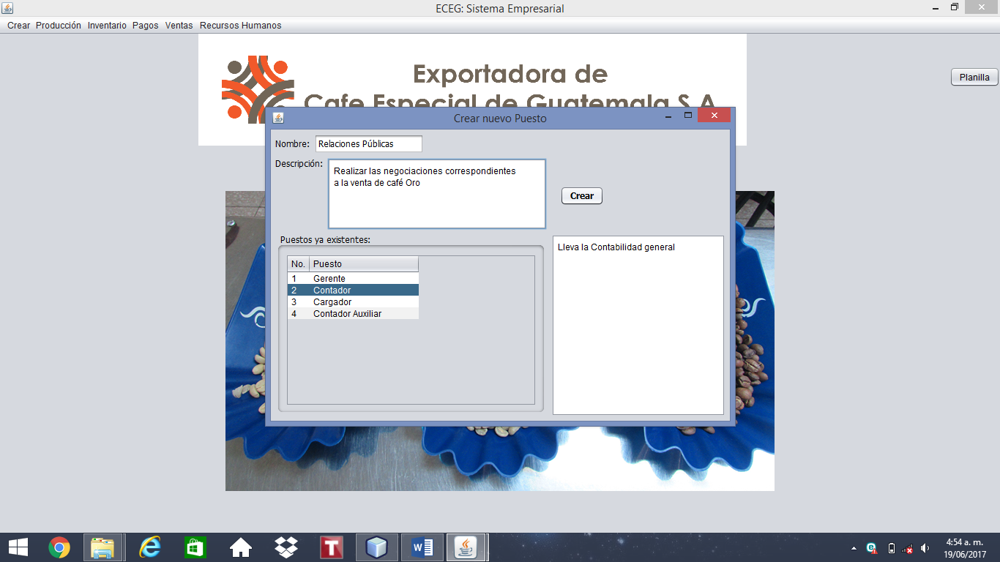 ECEG: Sistema Empresarial
Crear Producción Inventario Pagos Ventas Recursos Humanos
Exportadora de
Cafe Especial de Guatemala S.A
Planilla
Crear nuevo Puesto
Nombre: Relaciones Públicas
Descripción:
Realizar las negociaciones correspondientes
a la venta de café Oro
Crear
Puestos ya existentes:
Lleva la Contabilidad general
No. Puesto
1 Gerente
2 Contador
3 Cargador
4 Contador Auxiliar
4:54 a. m.
19/06/2017